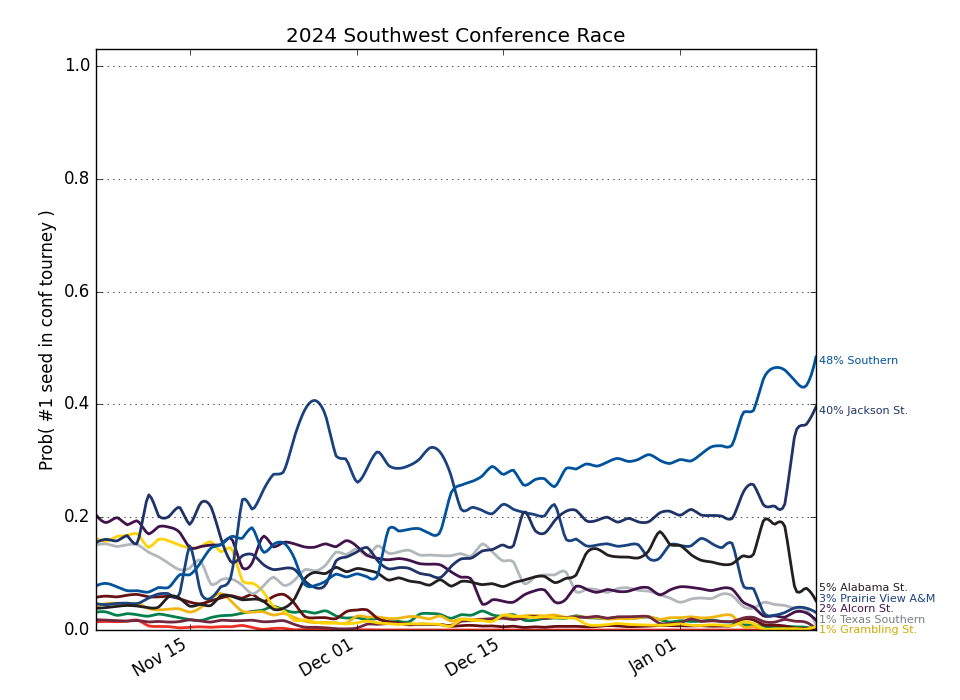 2024 Southwest Conference Race
Prob( #1 seed in conf tourney )
1.0
0.8
0.6
0.4
0.2
0.0
Nov 15
Dec 01
Dec 15
Jan 01
48% Southern
40% Jackson St.
5% Alabama St.
3% Prairie View A&M
2% Alcorn St.
1% Texas Southern
1% Grambling St.